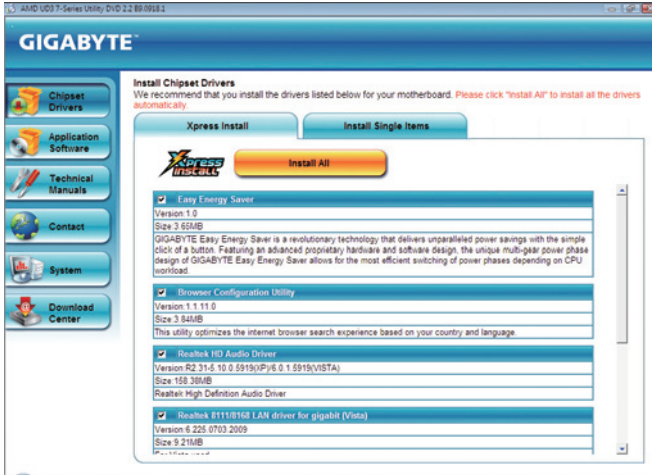 AMD UD3 7-Series Utility DVD 2.2 B9.0918.1
GIGABYTE™
Chipset
Drivers
Application
Software
Technical
Manuals
Contact
System
Download
Center
Install Chipset Drivers
We recommend that you install the drivers listed below for your motherboard. Please click "Install All" to install all the drivers
automatically.
Xpress Install
Install Single Items
Xpress
INSTALL
Install All
Easy Energy Saver
Version:1.0
Size:3.65MB
GIGABYTE Easy Energy Saver is a revolutionary technology that delivers unparalleled power savings with the simple
click of a button. Featuring an advanced proprietary hardware and software design, the unique multi-gear power phase
design of GIGABYTE Easy Energy Saver allows for the most efficient switching of power phases depending on CPU
workload.
Browser Configuration Utility
Version:1.1.11.0
Size:3.84MB
This utility optimizes the internet browser search experience based on your country and language.
Realtek HD Audio Driver
Version:R2.31-5.10.0.5919(XP)/6.0.1.5919(VISTA)
Size:158.38MB
Realtek High Definition Audio Driver
Realtek 8111/8168 LAN driver for gigabit (Vista)
Version:6.225.0703.2009
Size:9.21MB